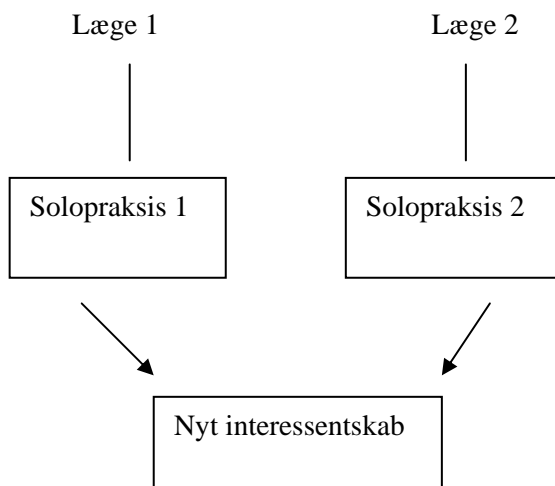 Læge 1
Læge 2
Solopraksis 1
Solopraksis 2
Nyt interessentskab